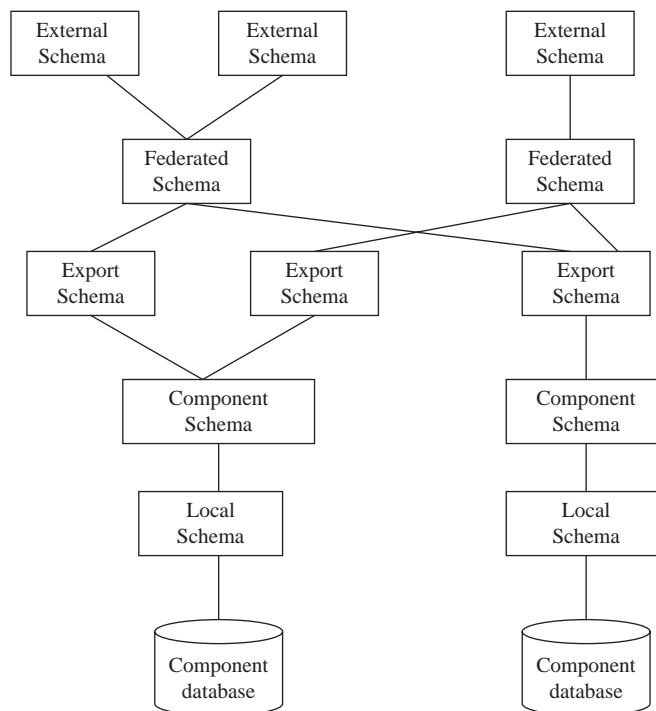 External
Schema
External
Schema
External
Schema
Federated
Schema
Federated
Schema
Export
Schema
Export
Schema
Export
Schema
Component
Schema
Component
Schema
Local
Schema
Local
Schema
Component
database
Component
database